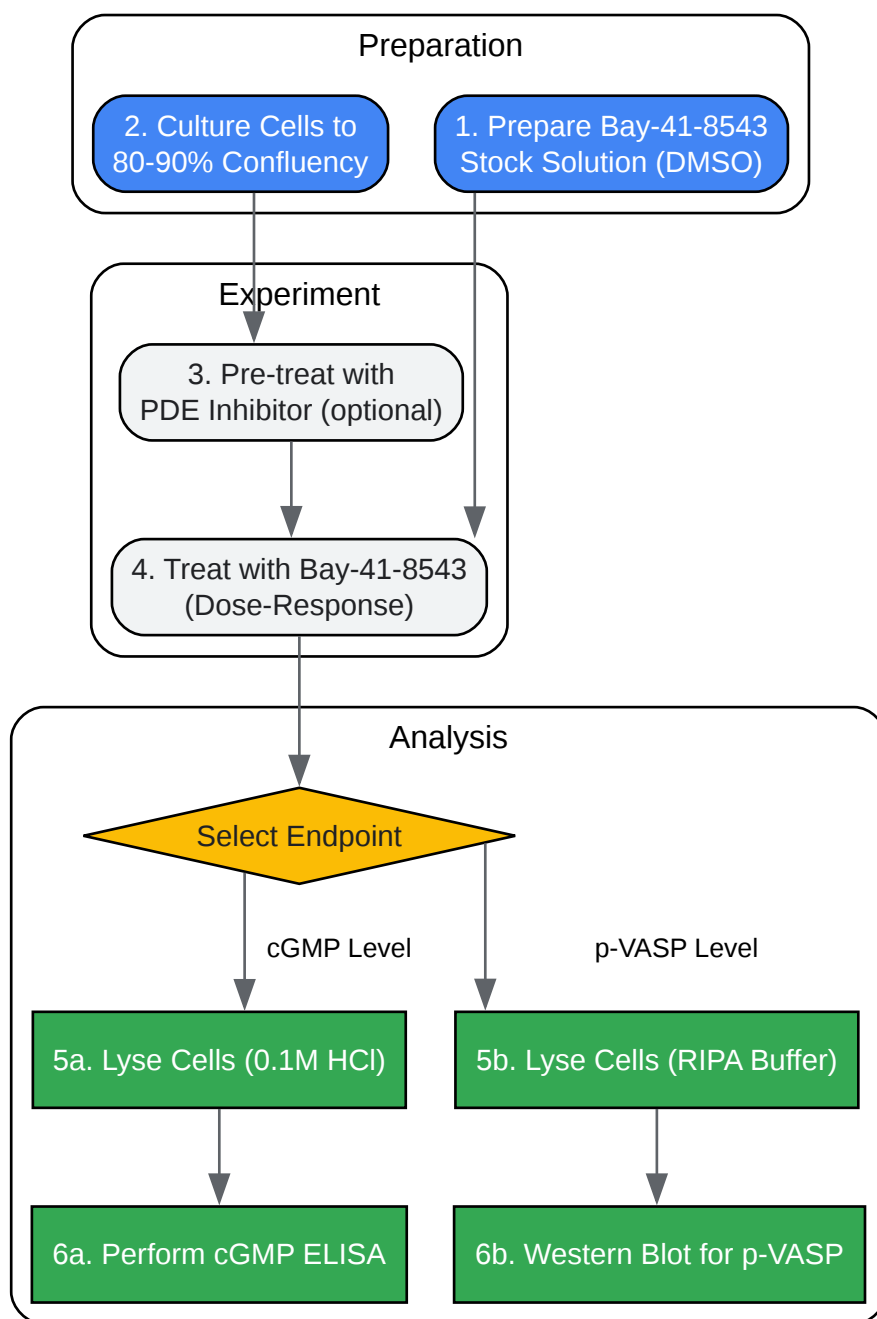 Preparation
2. Culture Cells to
80-90% Confluency
1. Prepare Bay-41-8543
Stock Solution (DMSO)
Experiment
3. Pre-treat with
PDE Inhibitor (optional)
4. Treat with Bay-41-8543
(Dose-Response)
Analysis
Select Endpoint
cGMP Level
p-VASP Level
5a. Lyse Cells (0.1M HCl)
5b. Lyse Cells (RIPA Buffer)
6a. Perform cGMP ELISA
6b. Western Blot for p-VASP